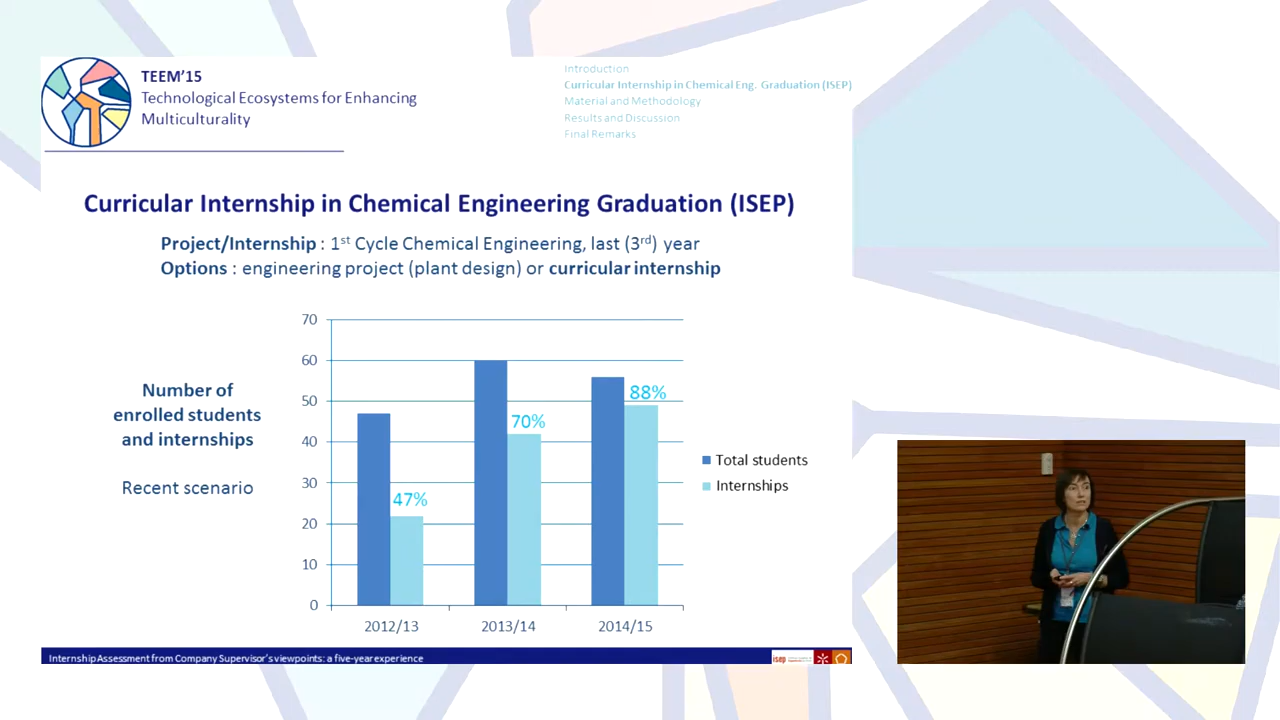 TEEM'15
Technological Ecosystems for Enhancing
Multiculturality
Introduction
Curricular Internship in Chemical Eng. Graduation (ISEP)
Material and Methodology
Results and Discussion
Final Remarks
Curricular Internship in Chemical Engineering Graduation (ISEP)
Project/Internship : 1st Cycle Chemical Engineering, last (3rd) year
Options : engineering project (plant design) or curricular internship
Number of
enrolled students
and internships
Recent scenario
70
60
50
40
30
20
10
0
47%
70%
88%
2012/13
2013/14
2014/15
Total students
Internships
Internship Assessment from Company Supervisor's viewpoints: a five-year experience
isep